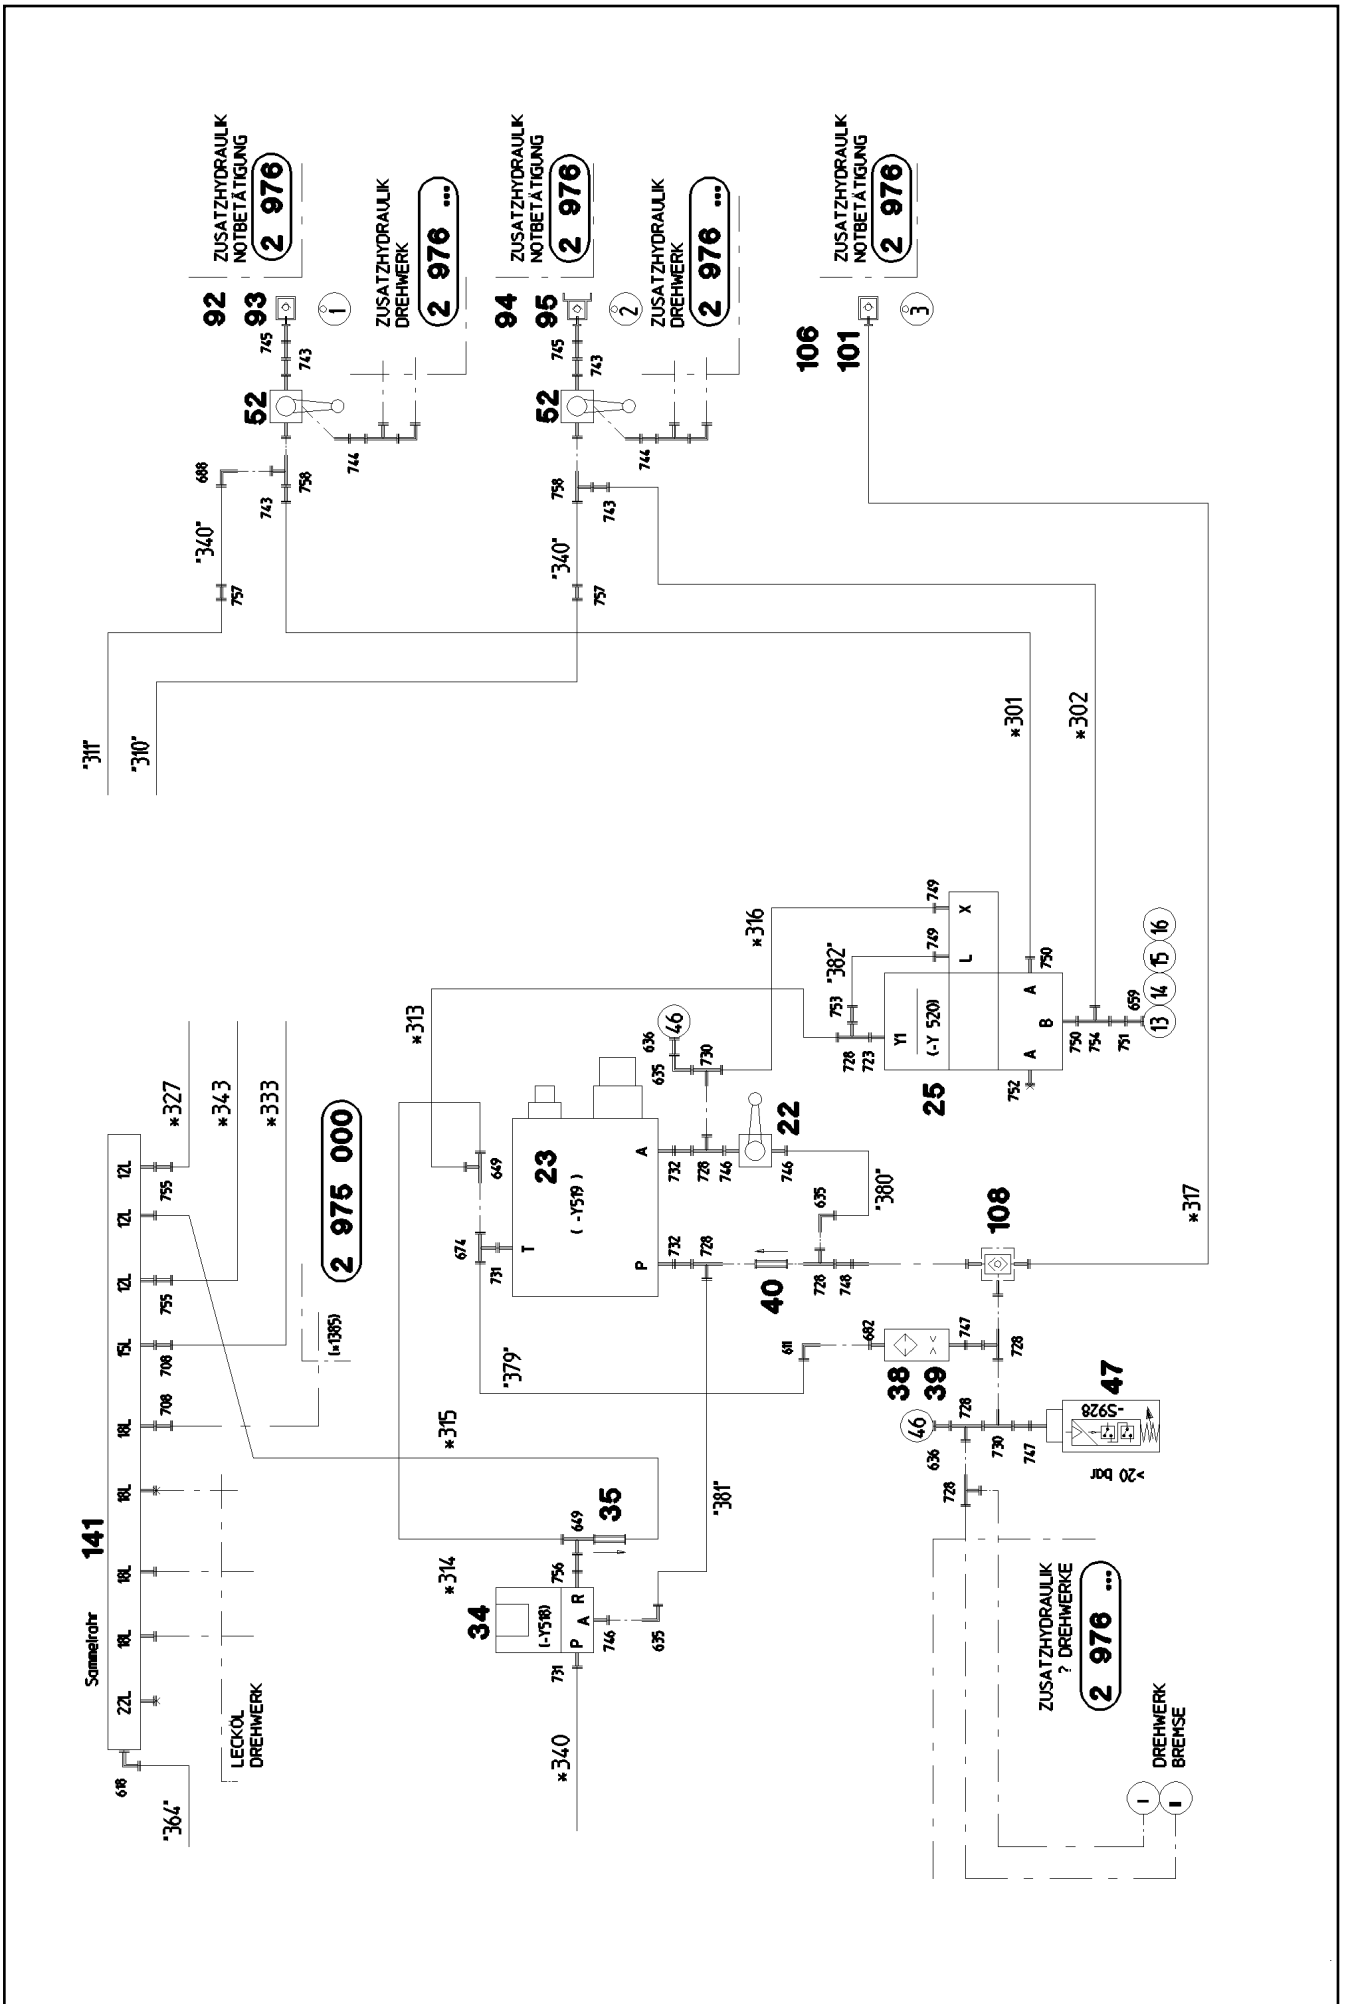 141
Sammelrohr
22L
18L
18L
18L
18L
15L
12L
12L
12L
618
"364"
LECKÖL
DREHWERK
708
708
755
755
*327
*343
*333
(*1385)
2 975 000
"311"
"310"
757
"340"
688
743
758
52
744
745
743
92
93
1
ZUSATZHYDRAULIK
NOTBETÄTIGUNG
2 976
ZUSATZHYDRAULIK
DREHWERK
2 976 ...
757
"340"
758
743
52
744
745
743
94
95
2
ZUSATZHYDRAULIK
NOTBETÄTIGUNG
2 976
ZUSATZHYDRAULIK
DREHWERK
2 976 ...
106
101
3
ZUSATZHYDRAULIK
NOTBETÄTIGUNG
2 976
*340
34
(-Y518)
P A R
731
746
756
649
635
35
*314
*315
"381"
"379"
*313
674
731
649
T
23
(-Y519)
P
A
732
728
732
728
746
746
22
635
636
46
730
*316
40
728
748
635
"380"
611
682
38
39
747
728
108
*317
46
636
728
730
747
728
47
-S928
>20 bar
25
Y1
(-Y 520)
728
723
753
"382"
749
749
L
X
A
B
A
752
750
750
754
751
659
13
14
15
16
*301
*302
ZUSATZHYDRAULIK
? DREHWERKE
2 976 ...
DREHWERK
BREMSE
I
II